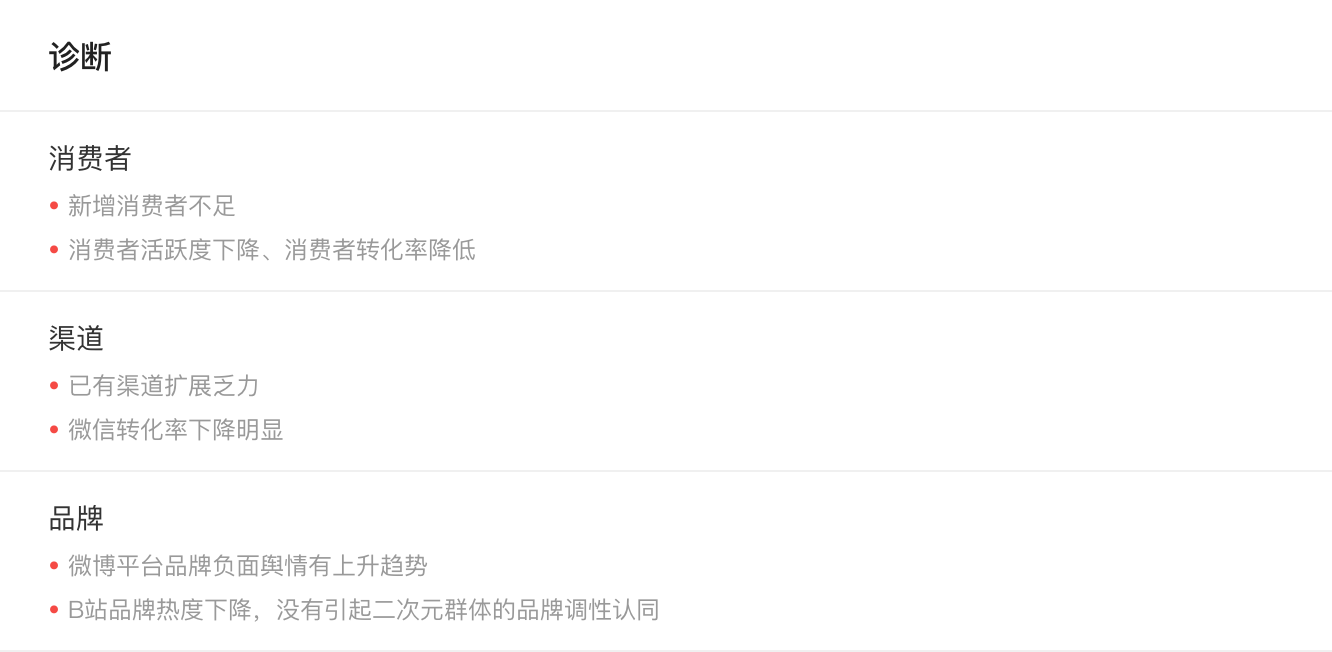 诊断
消费者
新增消费者不足
消费者活跃度下降、消费者转化率降低
渠道
已有渠道扩展乏力
微信转化率下降明显
品牌
微博平台品牌负面舆情有上升趋势
B站品牌热度下降，没有引起二次元群体的品牌调性认同